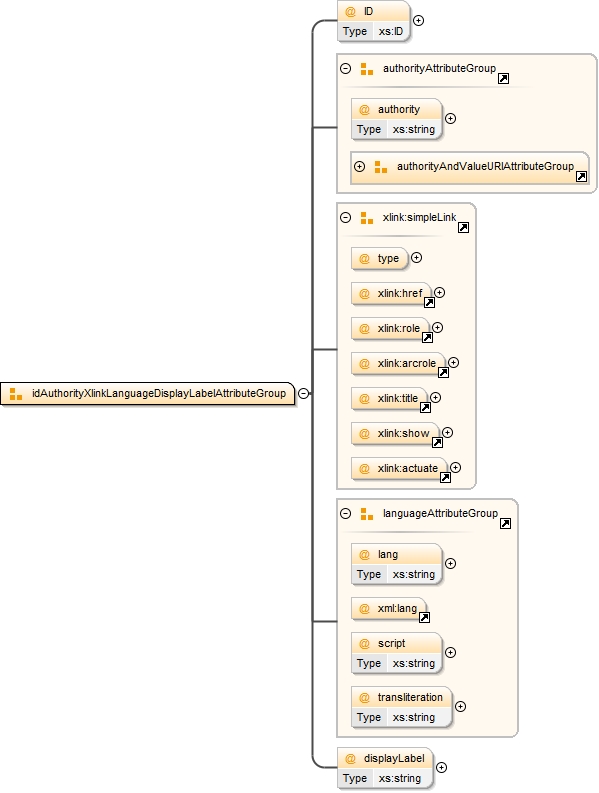 @ ID
Type xs:ID
authorityAttributeGroup
@ authority
Type xs:string
authorityAndValueURIAttributeGroup
xlink:simpleLink
@ type
@ xlink:href
@ xlink:role
@ xlink:arcrole
idAuthorityXlinkLanguageDisplayLabelAttributeGroup
@ xlink:title
@ xlink:show
@ xlink:actuate
languageAttributeGroup
@ lang
Type xs:string
@ xml:lang
@ script
Type xs:string
@ transliteration
Type xs:string
@ displayLabel
Type xs:string